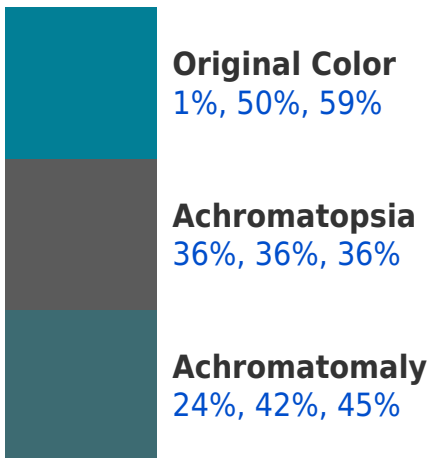 Original Color
1%, 50%, 59%
Achromatopsia
36%, 36%, 36%
Achromatomaly
24%, 42%, 45%